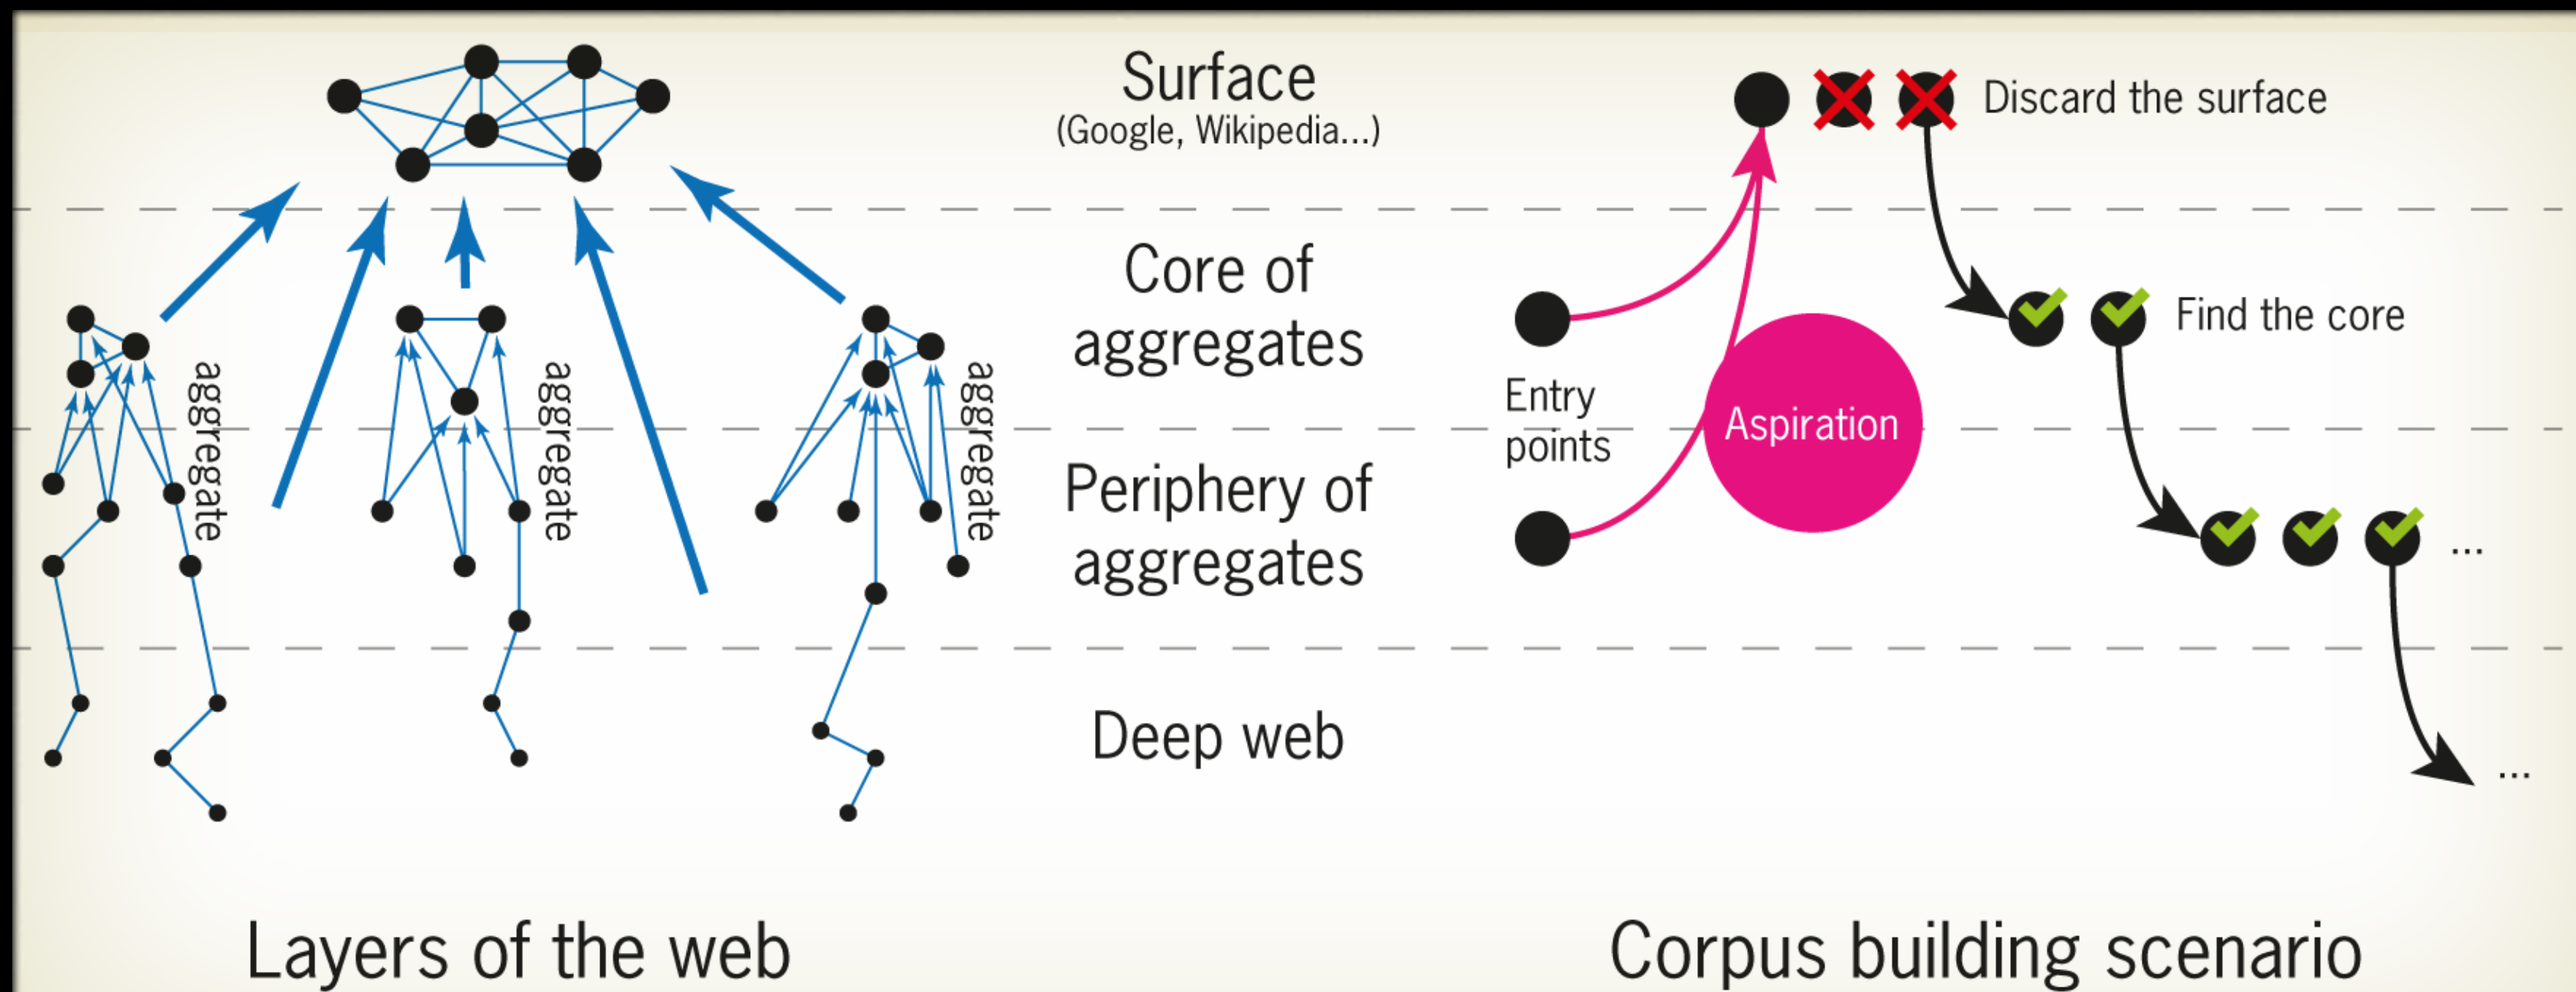 Surface
(Google, Wikipedia...)
Discard the surface
Core of
aggregates
Find the core
aggregate
aggregate
aggregate
Entry
points
Aspiration
Periphery of
aggregates
...
Deep web
...
Layers of the web
Corpus building scenario